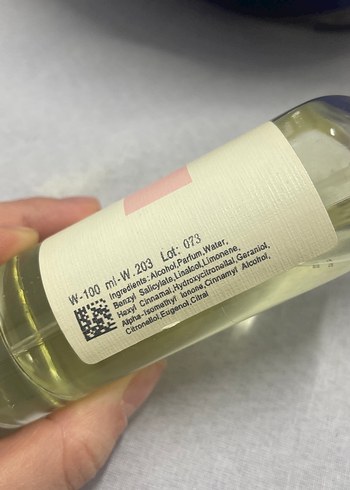 W-100 ml-W.203 Lot: 073
Ingredients:Alcohol,Parfum,Water,
Benzyl Salicylate,Linalool,Limonene,
Hexyl Cinnamal,Hydroxycitronellal,Geraniol,
Alpha-Isomethyl Ionone,Cinnamyl Alcohol,
Citronellol,Eugenol,Citral